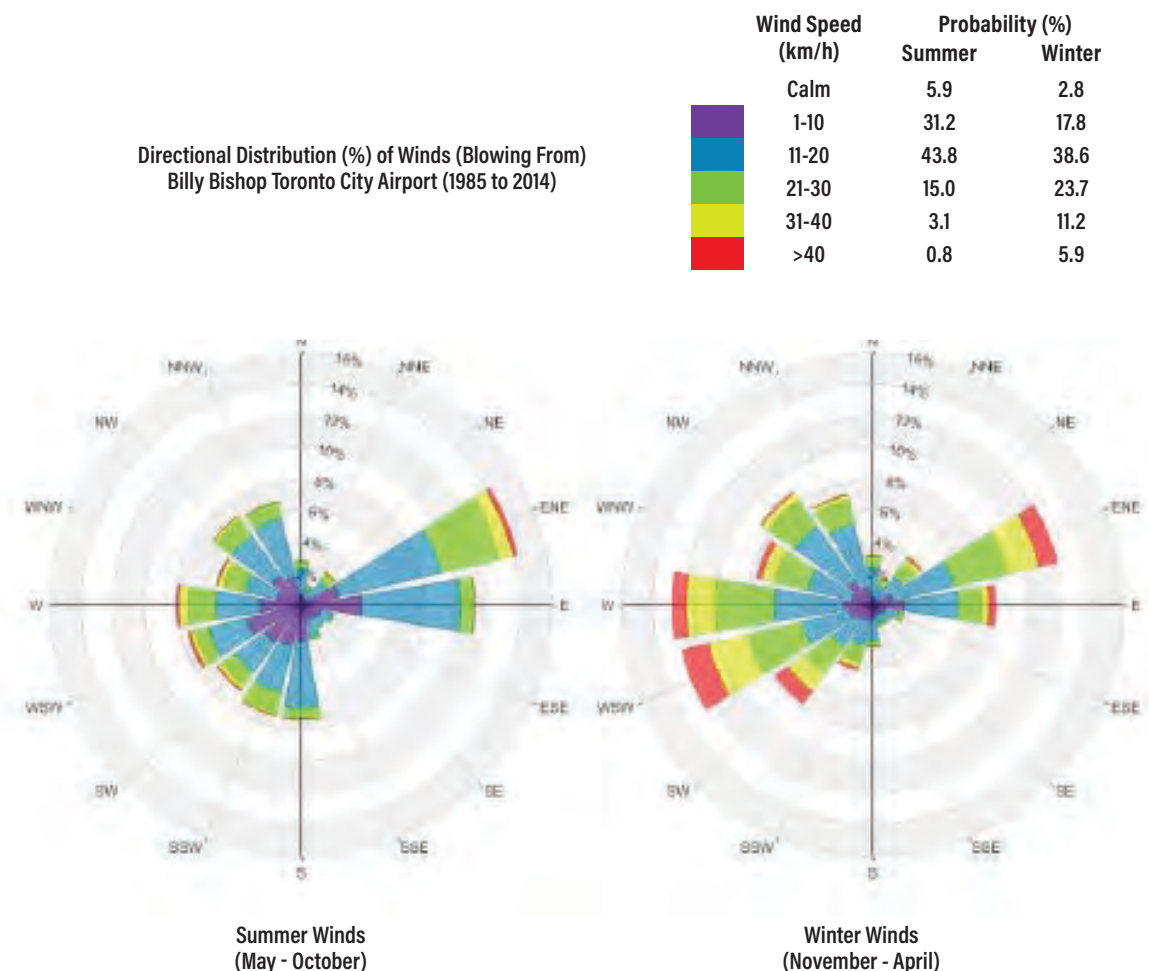 Wind Speed Probability (%)
(km/h) Summer Winter
Calm 5.9 2.8
1-10 31.2 17.8
Directional Distribution (%) of Winds (Blowing From) 11-20 43.8 38.6
Billy Bishop Toronto City Airport (1985 to 2014) 21-30 15.0 23.7
31-40 3.1 11.2
>40 0.8 5.9
N N
NNW 16% NNE NNW 16% NNE
14% 14%
NW 12% NE NW 12% NE
10% 10%
8% 8%
WNW 6% ENE WNW 6% ENE
4% 4%
W E W E
WSW ESE WSW ESE
SW SE SW SE
SSW SSE SSW SSE
S S
Summer Winds Winter Winds
(May - October) (November - April)